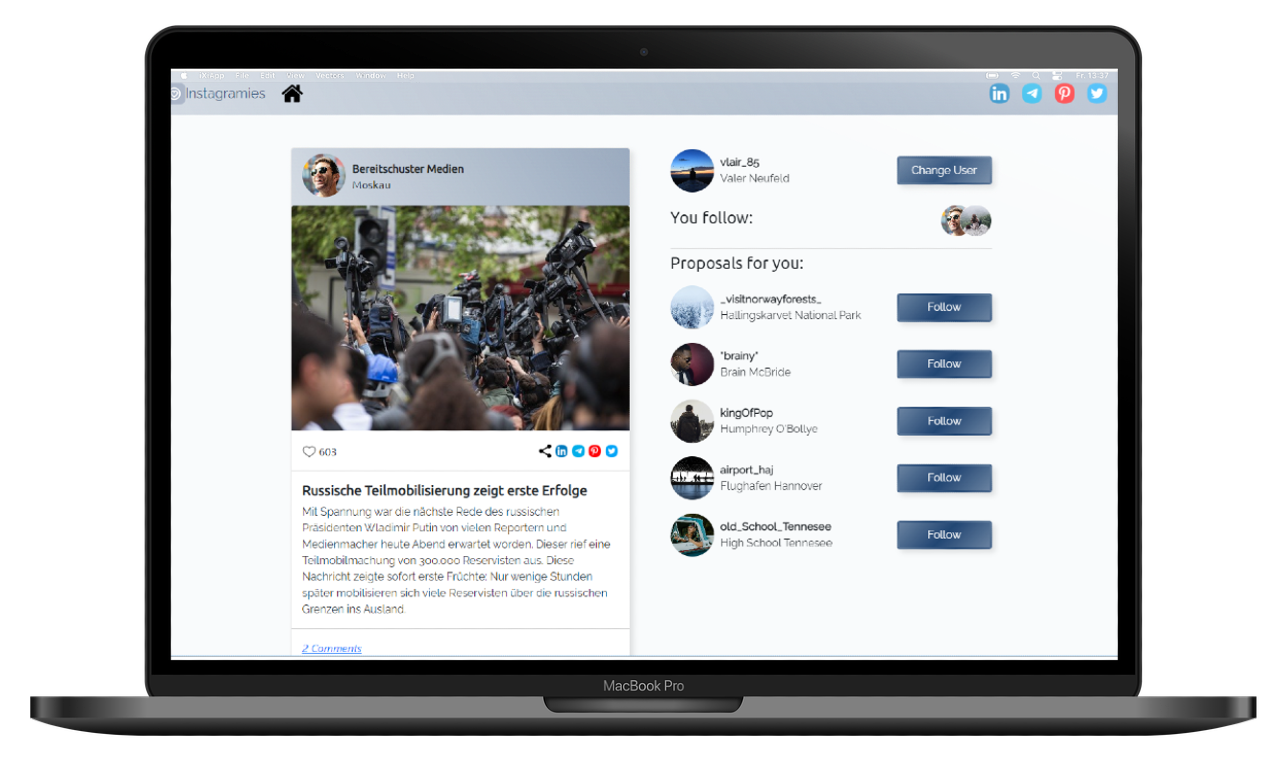 iX-App File Edit View Vectors Window Help
Fr. 13:37
Instagramies
Bereitschuster Medien
Moskau
603
Russische Teilmobilisierung zeigt erste Erfolge
Mit Spannung war die nächste Rede des russischen
Präsidenten Wladimir Putin von vielen Reportern und
Medienmacher heute Abend erwartet worden. Dieser rief eine
Teilmobilmachung von 300.000 Reservisten aus. Diese
Nachricht zeigte sofort erste Früchte: Nur wenige Stunden
später mobilisieren sich viele Reservisten über die russischen
Grenzen ins Ausland.
2 Comments
vlair_85
Valer Neufeld
Change User
You follow:
Proposals for you:
_visitnorwayforests_
Hallingskarvet National Park
Follow
*brainy*
Brain McBride
Follow
kingOfPop
Humphrey O'Bollye
Follow
airport_haj
Flughafen Hannover
Follow
old_School_Tennesee
High School Tennesee
Follow
MacBook Pro